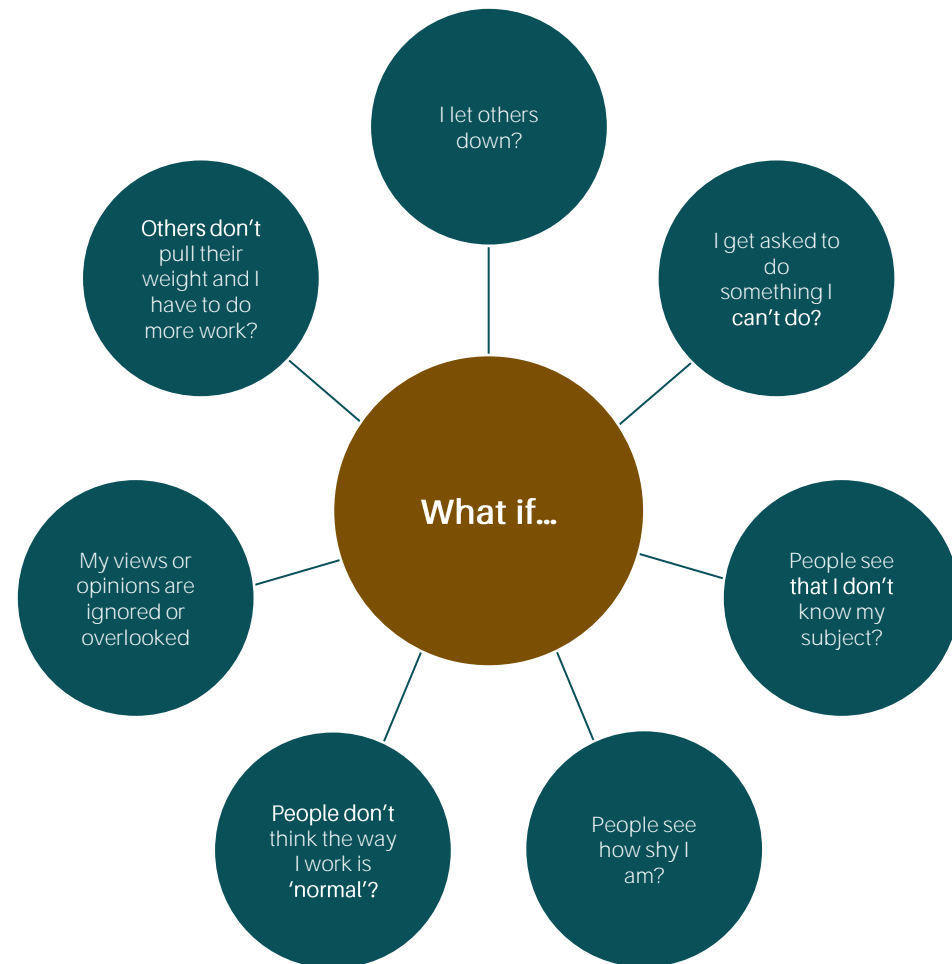 I let others
down?
I get asked to
do
something I
can’t do?
People see
that I don’t
know my
subject?
People see
how shy I
am?
People don’t
think the way
I work is
‘normal’?
My views or
opinions are
ignored or
overlooked
Others don’t
pull their
weight and I
have to do
more work?
What if...